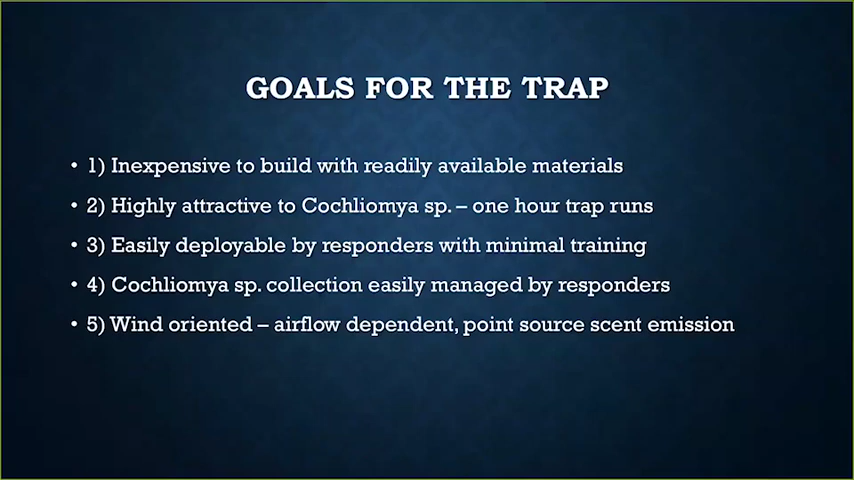 GOALS FOR THE TRAP
• 1) Inexpensive to build with readily available materials
• 2) Highly attractive to Cochliomya sp. – one hour trap runs
• 3) Easily deployable by responders with minimal training
• 4) Cochliomya sp. collection easily managed by responders
• 5) Wind oriented – airflow dependent, point source scent emission